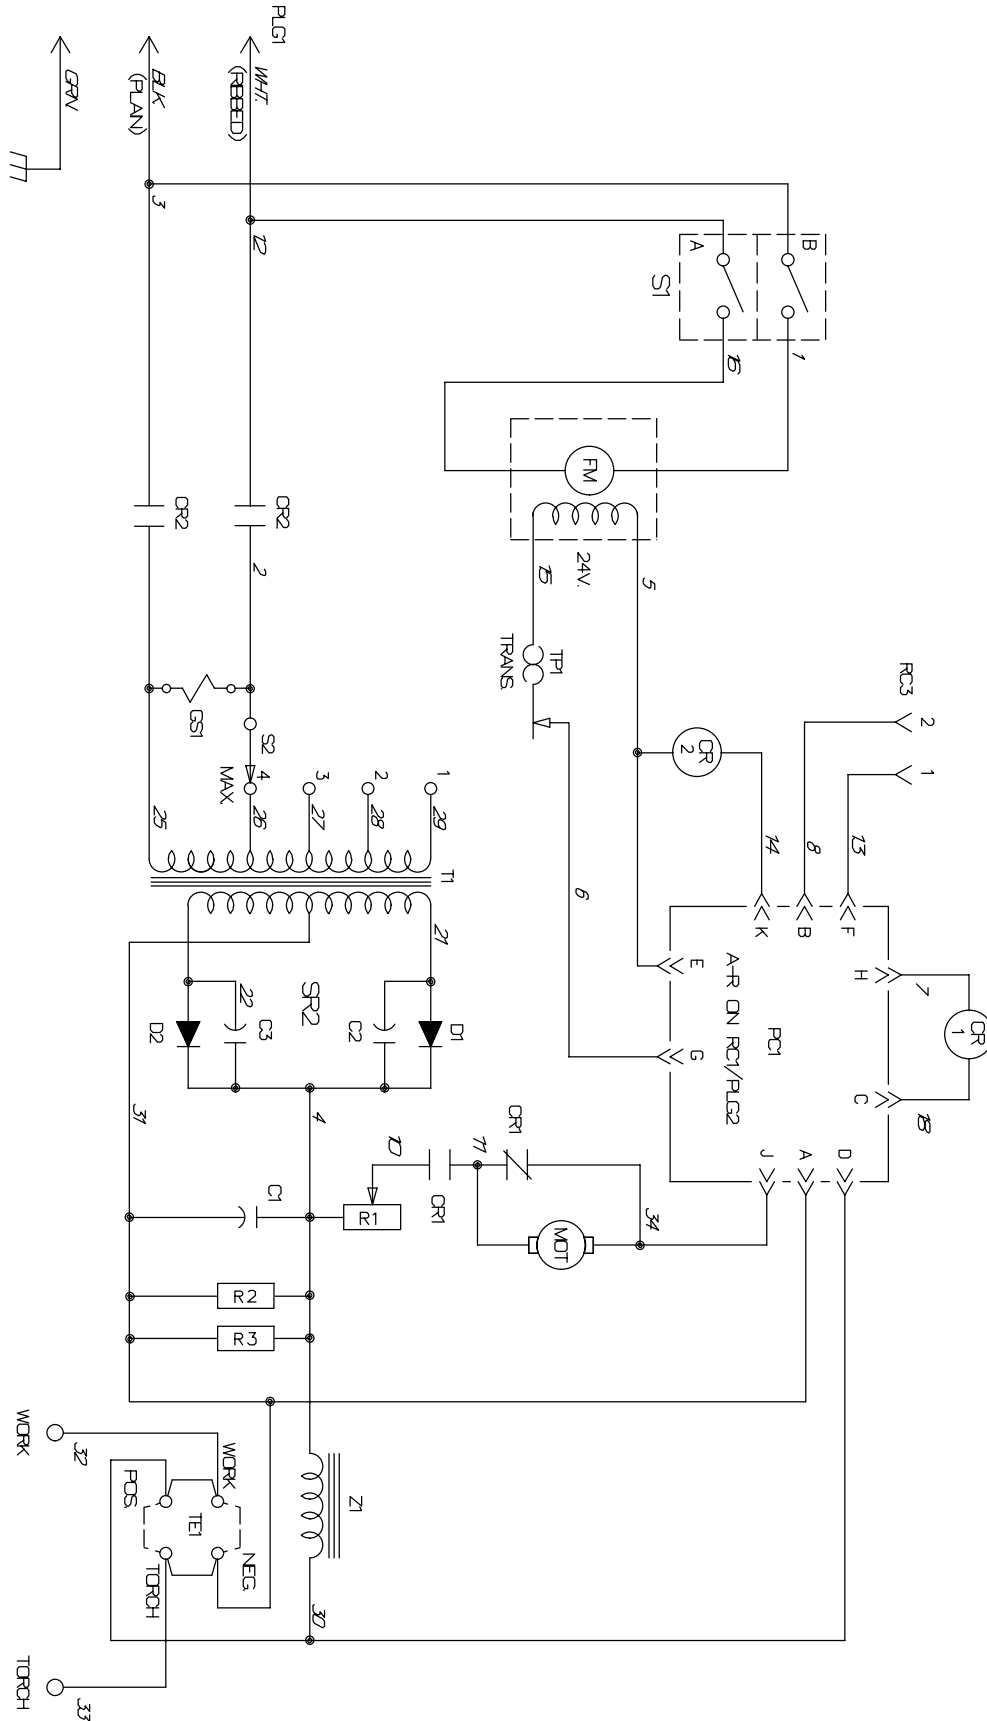 PLG1
GRN
BLK
(PLAN)
WHT.
(RIBBED)
3
12
A
B
S1
16
1
FM
24V.
15
5
CR2
CR2
2
TRANS.
TP1
GS1
S2
4
MAX.
3
2
1
25
26
27
28
29
T1
6
CR
2
RC3
2
1
14
8
13
K
B
F
E
H
7
A-R ON RC1/PLG2
PC1
CR
1
G
C
18
J
A
D
21
22
SR2
D2
C3
C2
D1
31
4
10
11
CR1
CR1
C1
R1
MOT
34
R2
R3
WORK
32
WORK
POS.
TE1
NEG.
TORCH
Z1
30
TORCH
33